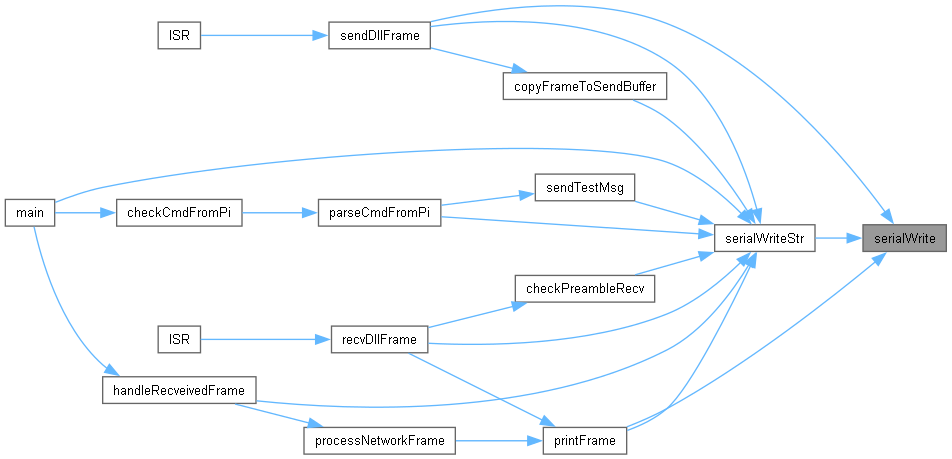 ISR
sendDllFrame
copyFrameToSendBuffer
sendTestMsg
main
checkCmdFromPi
parseCmdFromPi
serialWriteStr
serialWrite
checkPreambleRecv
ISR
recvDllFrame
handleRecveivedFrame
processNetworkFrame
printFrame